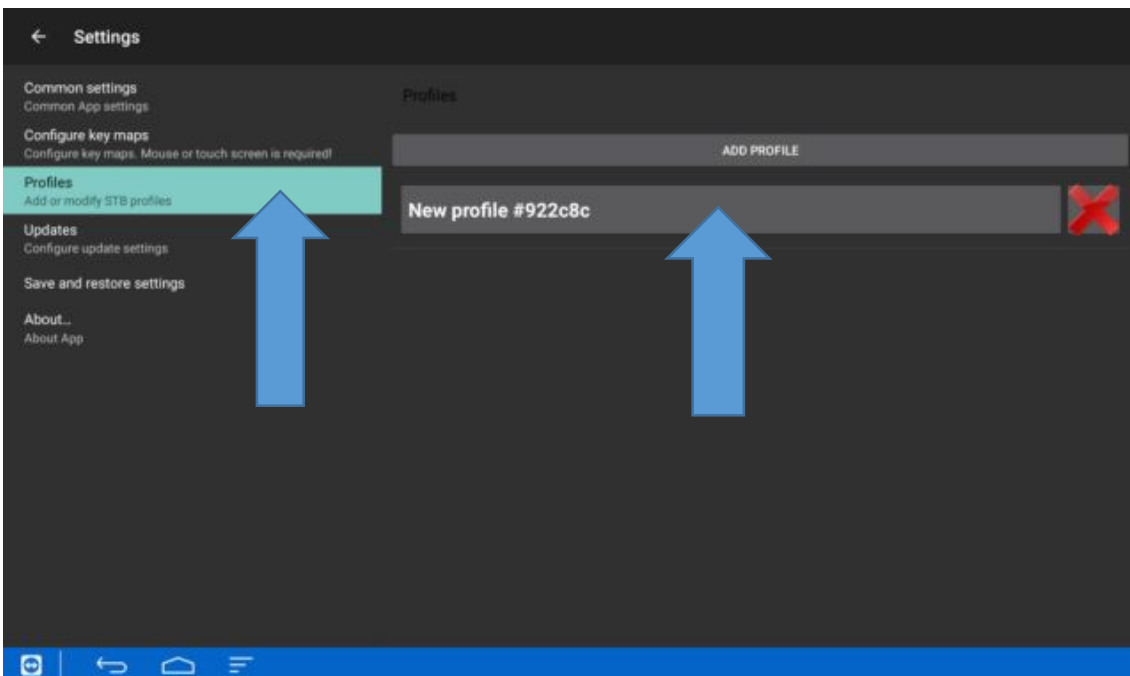 Settings
Common settings
Common App settings
Configure key maps
Configure key maps. Mouse or touch screen is required!
Profiles
Add or modify STB profiles
Updates
Configure update settings
Save and restore settings
About...
About App
Profiles
ADD PROFILE
New profile #922c8c